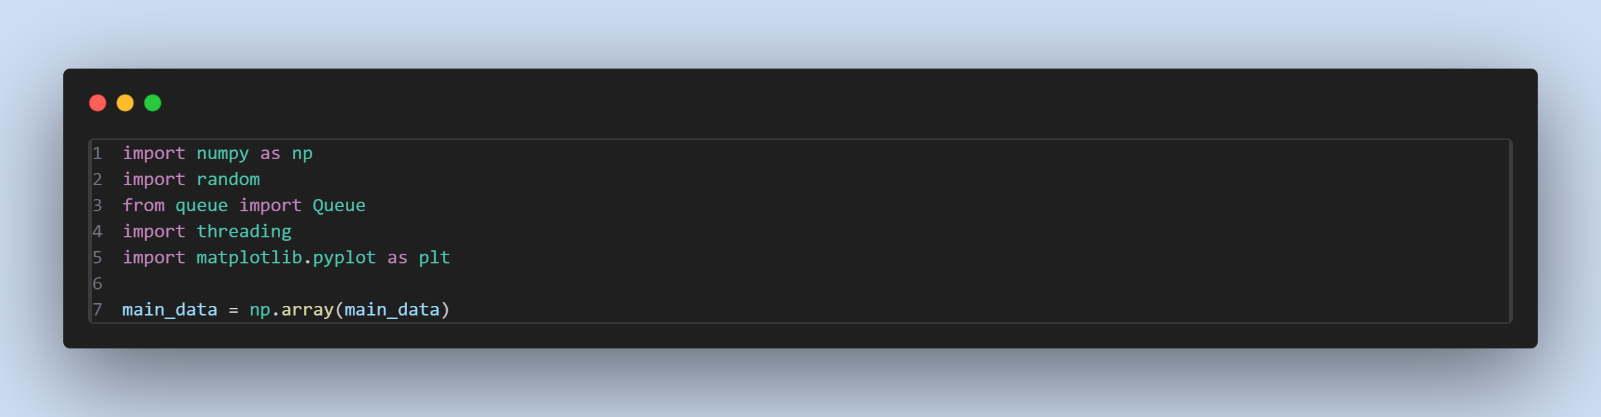 1 import numpy as np
2 import random
3 from queue import Queue
4 import threading
5 import matplotlib.pyplot as plt
6
7 main_data = np.array(main_data)